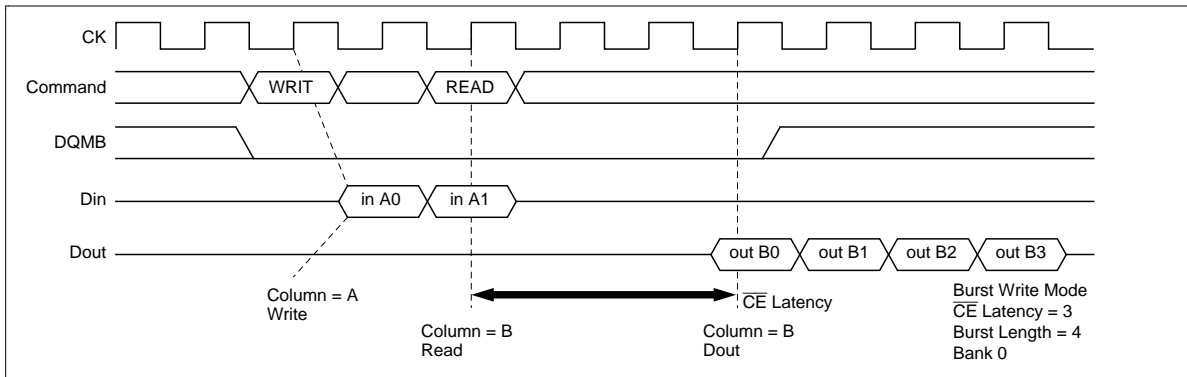 CK
Command WRIT READ
DQMB
Din in A0 in A1
Dout out B0 out B1 out B2 out B3
Column = A
Write
Column = B
Read
CE Latency
Column = B
Dout
Burst Write Mode
CE Latency = 3
Burst Length = 4
Bank 0